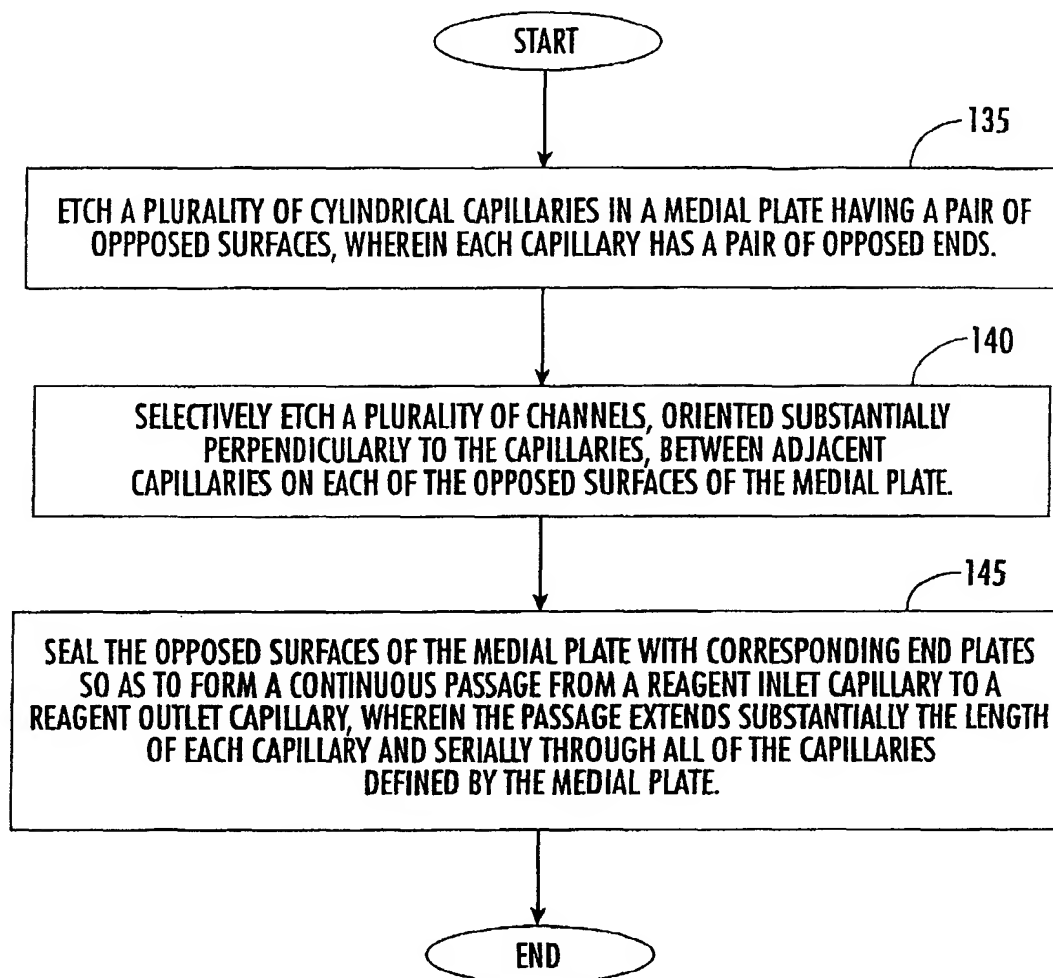 START
135
ETCH A PLURALITY OF CYLINDRICAL CAPILLARIES IN A MEDIAL PLATE HAVING A PAIR OF
OPPPOSED SURFACES, WHEREIN EACH CAPILLARY HAS A PAIR OF OPPOSED ENDS.
140
SELECTIVELY ETCH A PLURALITY OF CHANNELS, ORIENTED SUBSTANTIALLY
PERPENDICULARLY TO THE CAPILLARIES, BETWEEN ADJACENT
CAPILLARIES ON EACH OF THE OPPOSED SURFACES OF THE MEDIAL PLATE.
145
SEAL THE OPPOSED SURFACES OF THE MEDIAL PLATE WITH CORRESPONDING END PLATES
SO AS TO FORM A CONTINUOUS PASSAGE FROM A REAGENT INLET CAPILLARY TO A
REAGENT OUTLET CAPILLARY, WHEREIN THE PASSAGE EXTENDS SUBSTANTIALLY THE LENGTH
OF EACH CAPILLARY AND SERIALLY THROUGH ALL OF THE CAPILLARIES
DEFINED BY THE MEDIAL PLATE.
END